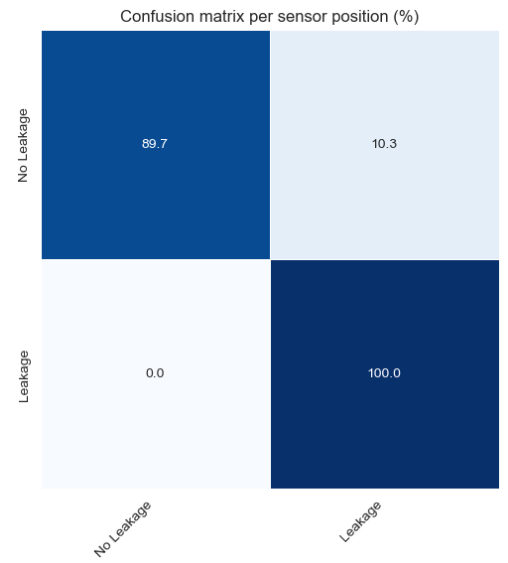 Confusion matrix per sensor position (%)
No Leakage
89.7
10.3
Leakage
0.0
100.0
No Leakage
Leakage